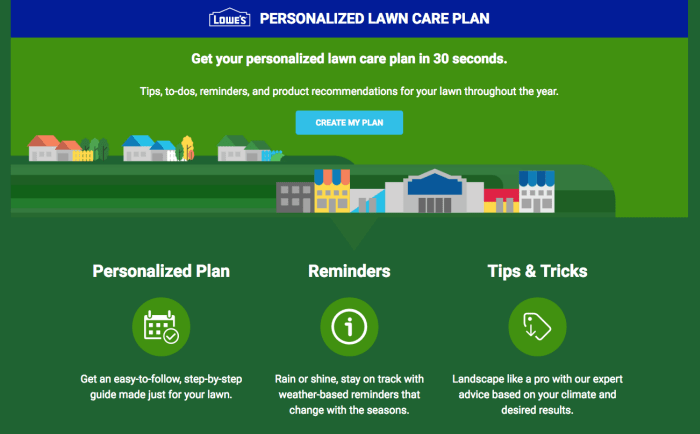 LOWE'S PERSONALIZED LAWN CARE PLAN
Get your personalized lawn care plan in 30 seconds.
Tips, to-dos, reminders, and product recommendations for your lawn throughout the year.
CREATE MY PLAN
Personalized Plan
Get an easy-to-follow, step-by-step
guide made just for your lawn.
Reminders
Rain or shine, stay on track with
weather-based reminders that
change with the seasons.
Tips & Tricks
Landscape like a pro with our expert
advice based on your climate and
desired results.